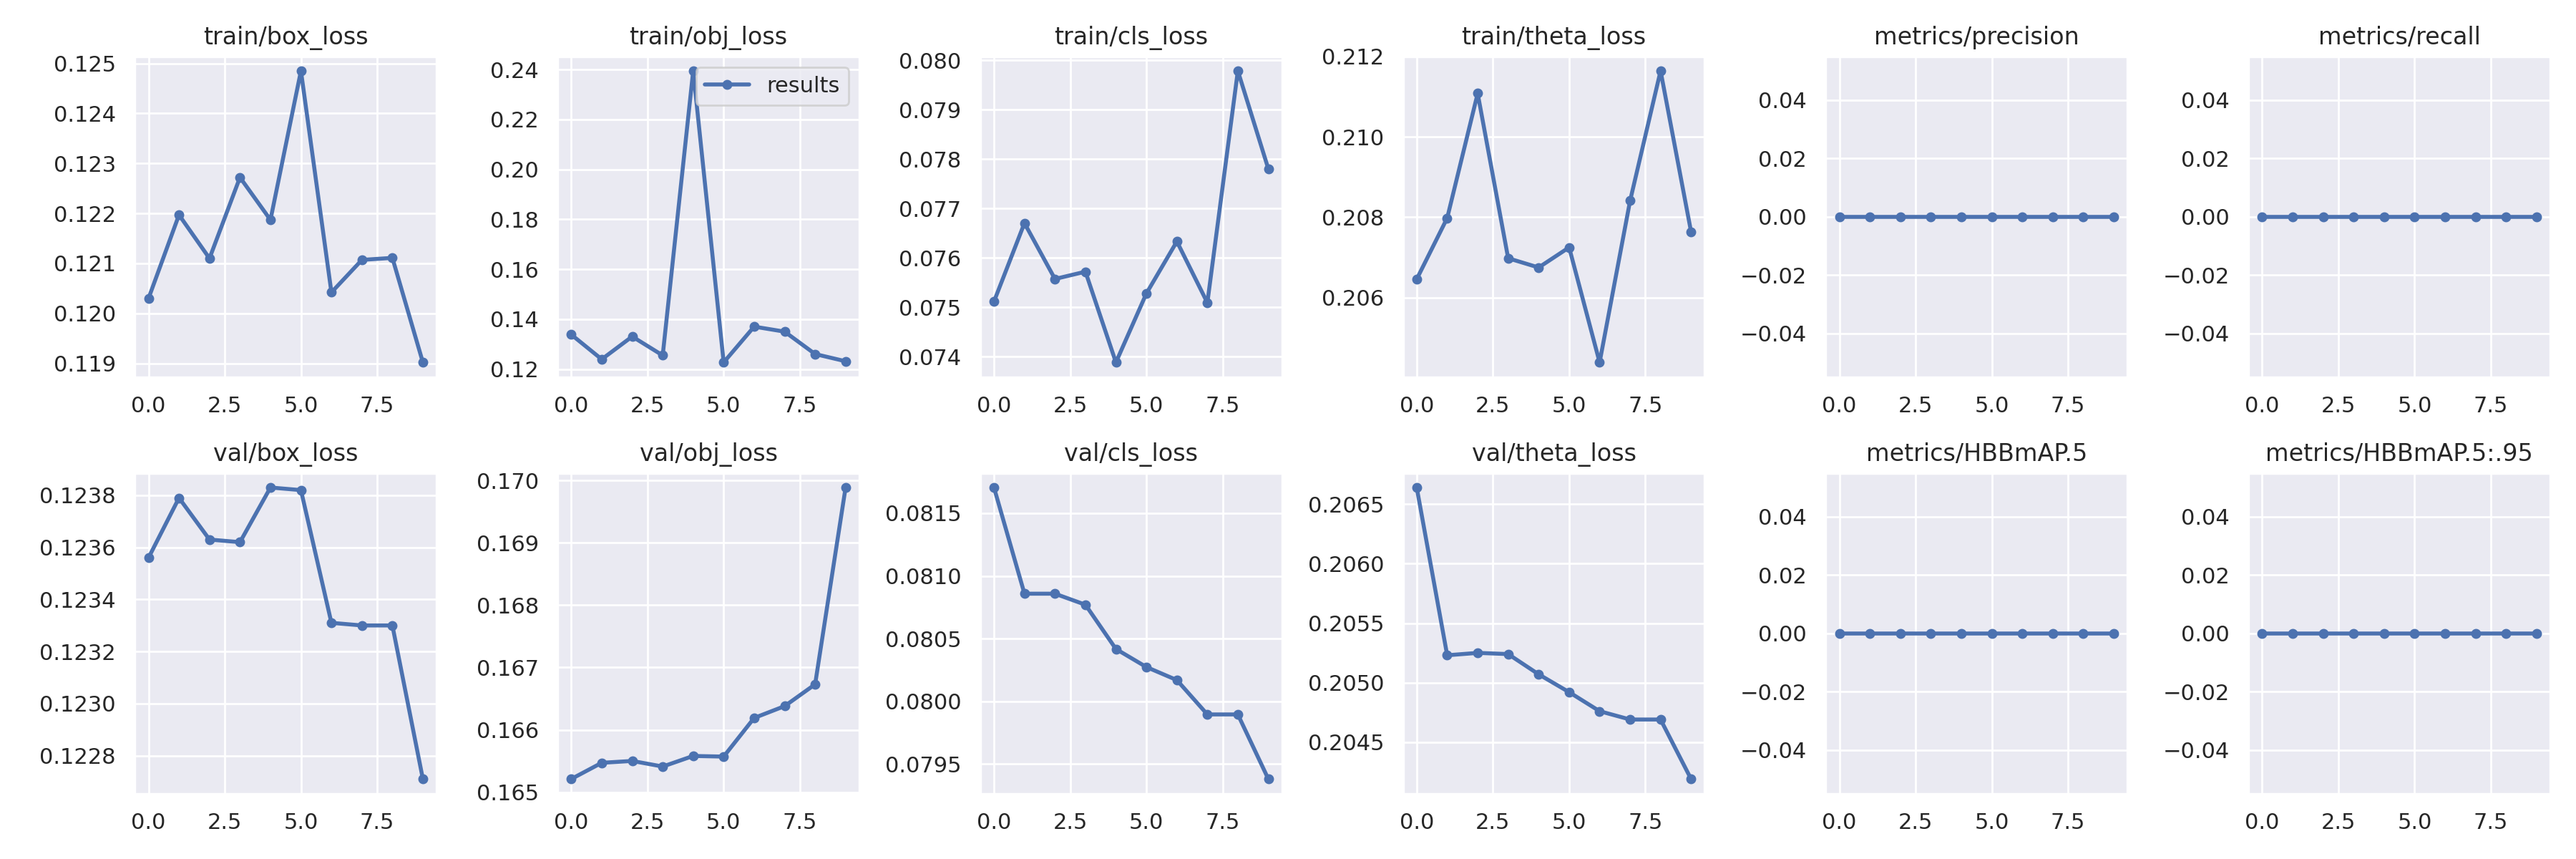 train/box_loss
0.125
0.124
0.123
0.122
0.121
0.120
0.119
0.0 2.5 5.0 7.5
train/obj_loss
results
0.24
0.22
0.20
0.18
0.16
0.14
0.12
0.0 2.5 5.0 7.5
train/cls_loss
0.080
0.079
0.078
0.077
0.076
0.075
0.074
0.0 2.5 5.0 7.5
train/theta_loss
0.212
0.210
0.208
0.206
0.0 2.5 5.0 7.5
metrics/precision
0.04
0.02
0.00
−0.02
−0.04
0.0 2.5 5.0 7.5
metrics/recall
0.04
0.02
0.00
−0.02
−0.04
0.0 2.5 5.0 7.5
val/box_loss
0.1238
0.1236
0.1234
0.1232
0.1230
0.1228
0.0 2.5 5.0 7.5
val/obj_loss
0.170
0.169
0.168
0.167
0.166
0.165
0.0 2.5 5.0 7.5
val/cls_loss
0.0815
0.0810
0.0805
0.0800
0.0795
0.0 2.5 5.0 7.5
val/theta_loss
0.2065
0.2060
0.2055
0.2050
0.2045
0.0 2.5 5.0 7.5
metrics/HBBmAP.5
0.04
0.02
0.00
−0.02
−0.04
0.0 2.5 5.0 7.5
metrics/HBBmAP.5:.95
0.04
0.02
0.00
−0.02
−0.04
0.0 2.5 5.0 7.5